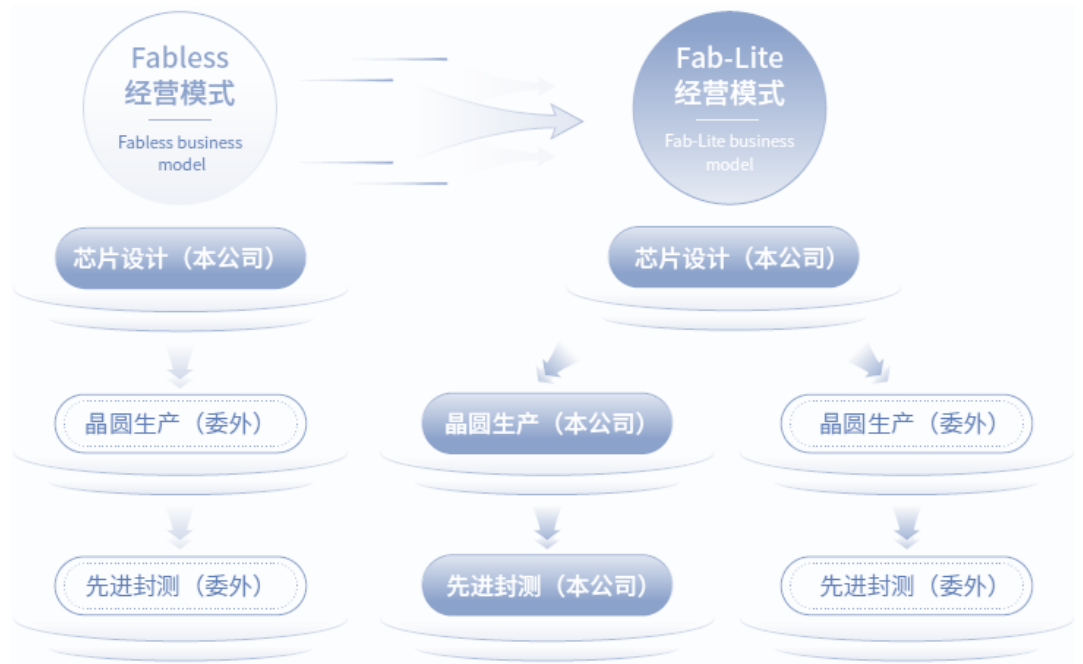 Fabless
经营模式
Fabless business
model
Fab-Lite
经营模式
Fab-Lite business
model
芯片设计（本公司）
芯片设计（本公司）
晶圆生产（委外）
晶圆生产（本公司）
晶圆生产（委外）
先进封测（委外）
先进封测（本公司）
先进封测（委外）